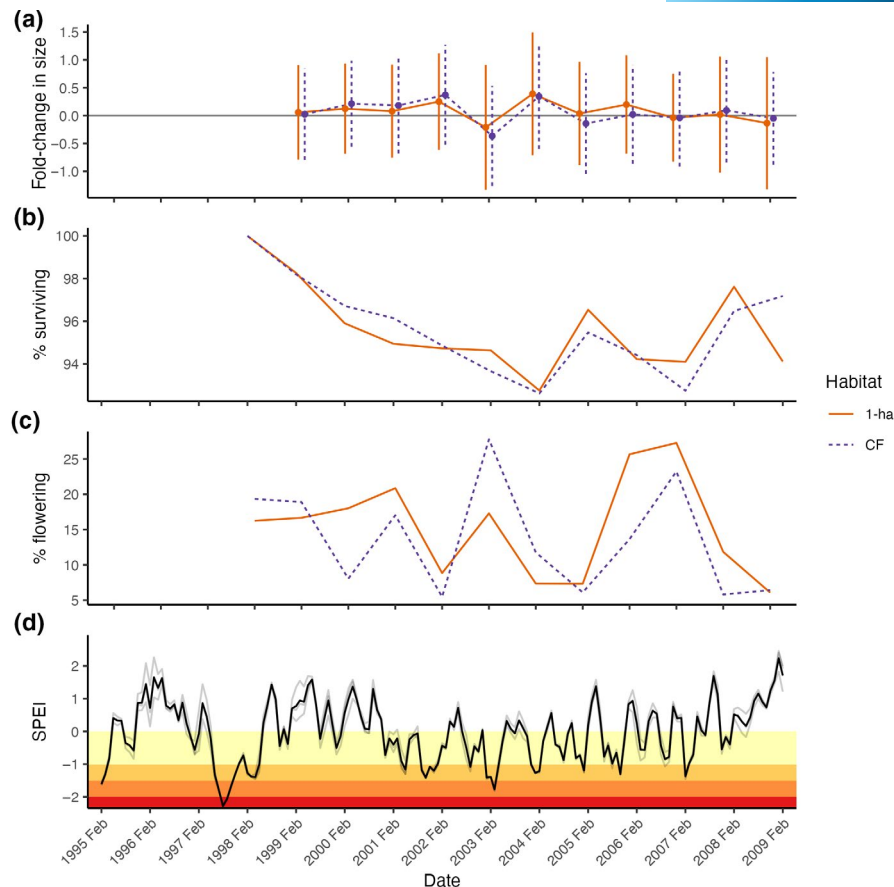 (a)
Fold-change in size
1.5
1.0
0.5
0.0
−0.5
−1.0
(b)
% surviving
100
98
96
94
Habitat
1-ha
CF
(c)
% flowering
25
20
15
10
5
(d)
SPEI
2
1
0
−1
−2
1995 Feb
1996 Feb
1997 Feb
1998 Feb
1999 Feb
2000 Feb
2001 Feb
2002 Feb
2003 Feb
2004 Feb
2005 Feb
2006 Feb
2007 Feb
2008 Feb
2009 Feb
Date